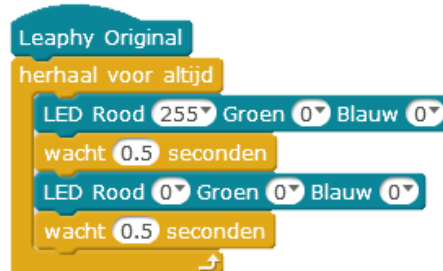 Leaphy Original
herhaal voor altijd
LED Rood 255 Groen 0 Blauw 0
wacht 0.5 seconden
LED Rood 0 Groen 0 Blauw 0
wacht 0.5 seconden